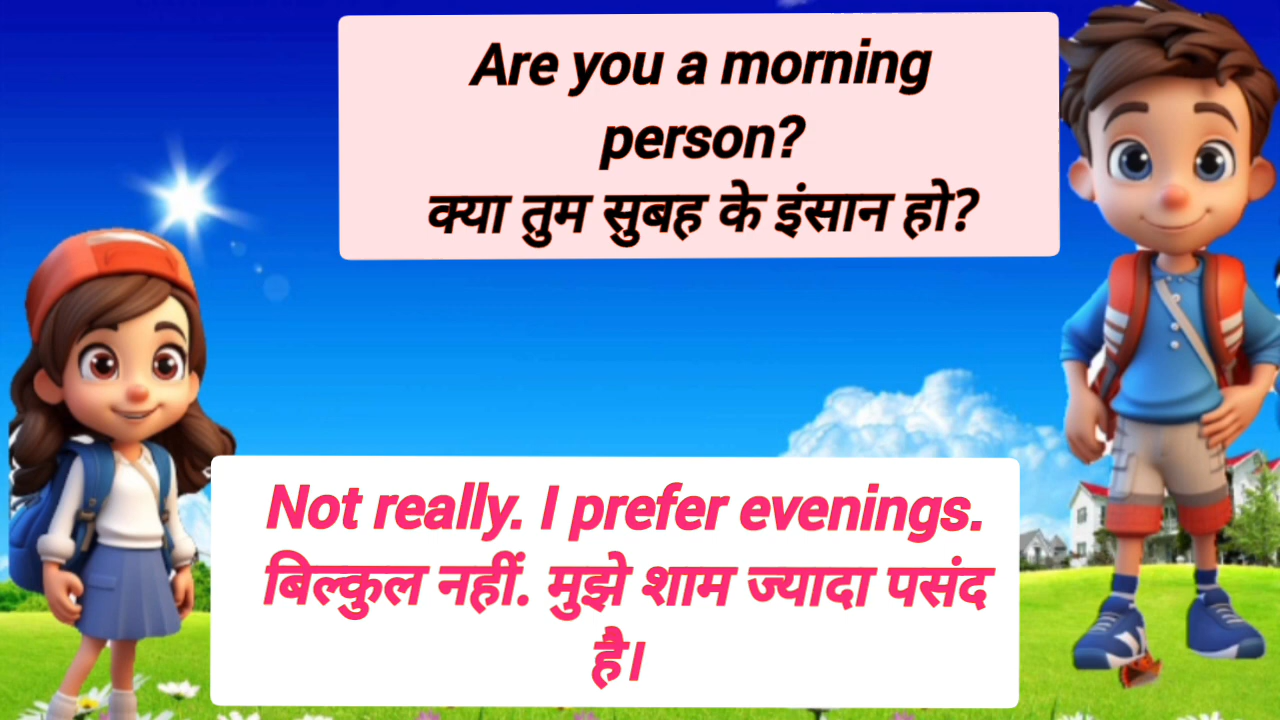 Are you a morning
person?
क्या तुम सुबह के इंसान हो?
Not really. I prefer evenings.
बिल्कुल नहीं. मुझे शाम ज्यादा पसंद
है।